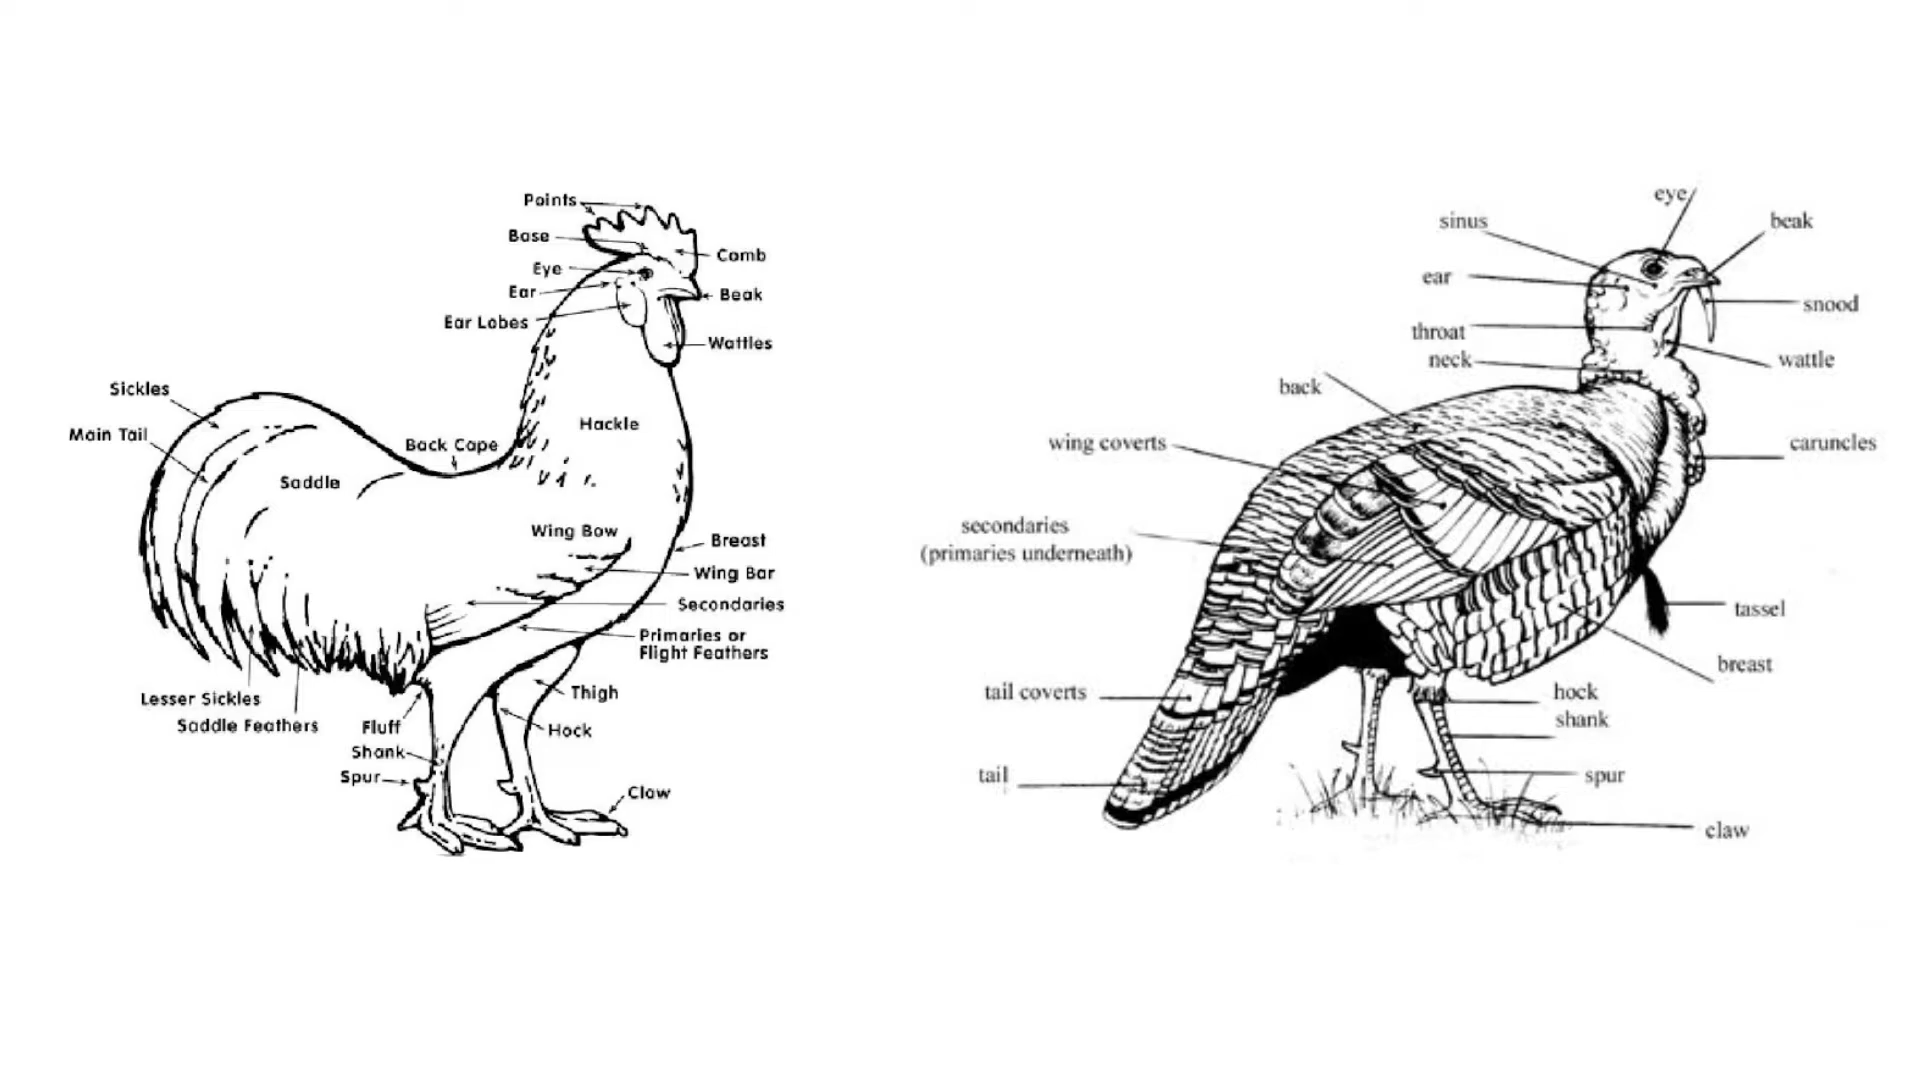 Points
Base
Comb
Eye
Ear
Beak
Ear Lobes
Wattles
Sickles
Main Tail
Hackle
Back Cape
Saddle
Wing Bow
Breast
Wing Bar
Secondaries
Primaries or
Flight Feathers
Thigh
Lesser Sickles
Saddle Feathers
Fluff
Hock
Shank
Spur
Claw
eye
sinus
beak
ear
snood
throat
neck
wattle
back
wing coverts
caruncles
secondaries
(primaries underneath)
tassel
breast
tail coverts
hock
shank
tail
spur
claw